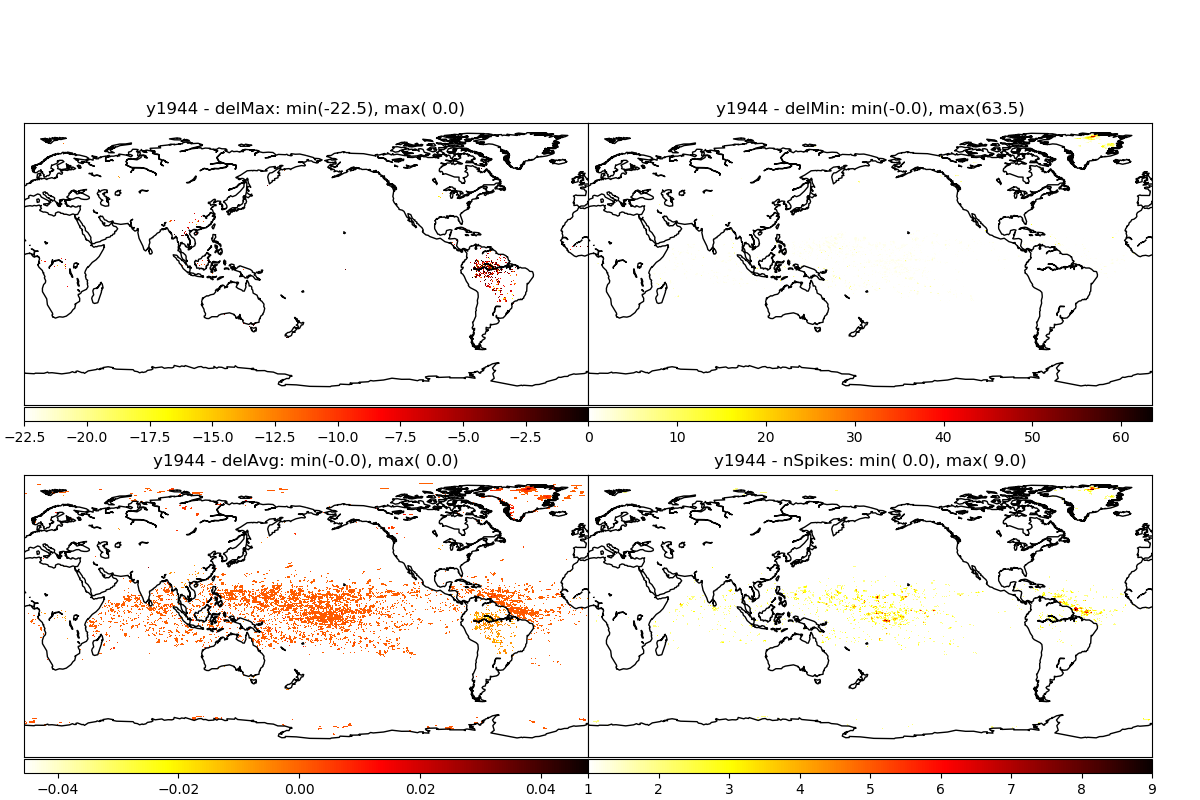 y1944 - delMax: min(-22.5), max( 0.0)
y1944 - delMin: min(-0.0), max(63.5)
−22.5 −20.0 −17.5 −15.0 −12.5 −10.0 −7.5 −5.0 −2.5
0 10 20 30 40 50 60
y1944 - delAvg: min(-0.0), max( 0.0)
y1944 - nSpikes: min( 0.0), max( 9.0)
−0.04 −0.02 0.00 0.02 0.04
1 2 3 4 5 6 7 8 9